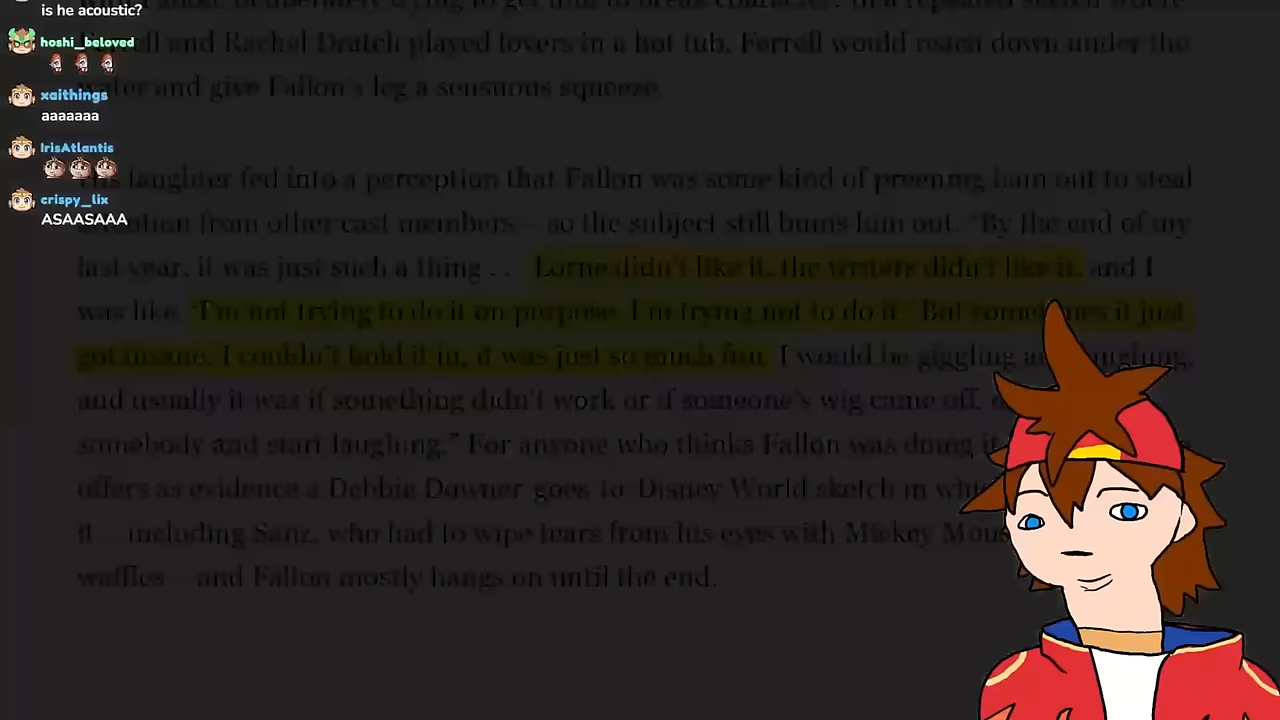 is he acoustic?
hoshi_beloved
xaithings
aaaaaaa
IrisAtlantis
crispy_lix
ASAASAAA
and Rachel Dratch played lovers in a hot tub, Ferrell would reach down under the
water and give Fallon's leg a sensuous squeeze.
laughter fed into a perception that Fallon was some kind of preening ham out to steal
from other cast members – so the subject still bums him out. "By the end of my
last year, it was just such a thing . . . Lorne didn't like it, the writers didn't like it, and I
was like, 'I'm not trying to do it on purpose. I'm trying not to do it.' But sometimes it just
got insane. I couldn't hold it in, it was just so much fun. I would be giggling and laughing,
and usually it was if something didn't work or if someone's wig came off,
somebody and start laughing." For anyone who thinks Fallon was doing it
offers as evidence a Debbie Downer goes to Disney World sketch in
it – including Sanz, who had to wipe tears from his eyes with Mickey
waffles – and Fallon mostly hangs on until the end.